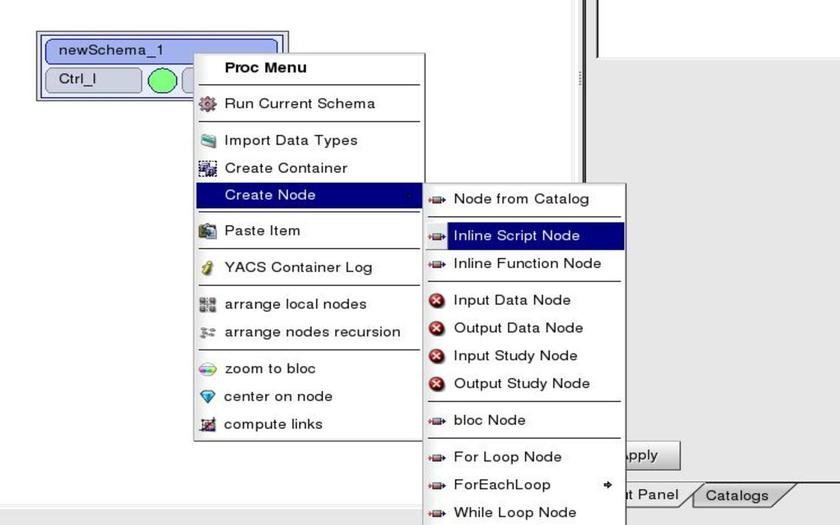 newSchema_1
Ctrl_I
Proc Menu
Run Current Schema
Import Data Types
Create Container
Create Node
Paste Item
YACS Container Log
arrange local nodes
arrange nodes recursion
zoom to bloc
center on node
compute links
Node from Catalog
Inline Script Node
Inline Function Node
Input Data Node
Output Data Node
Input Study Node
Output Study Node
bloc Node
For Loop Node
ForEachLoop
While Loop Node
Panel
Catalogs